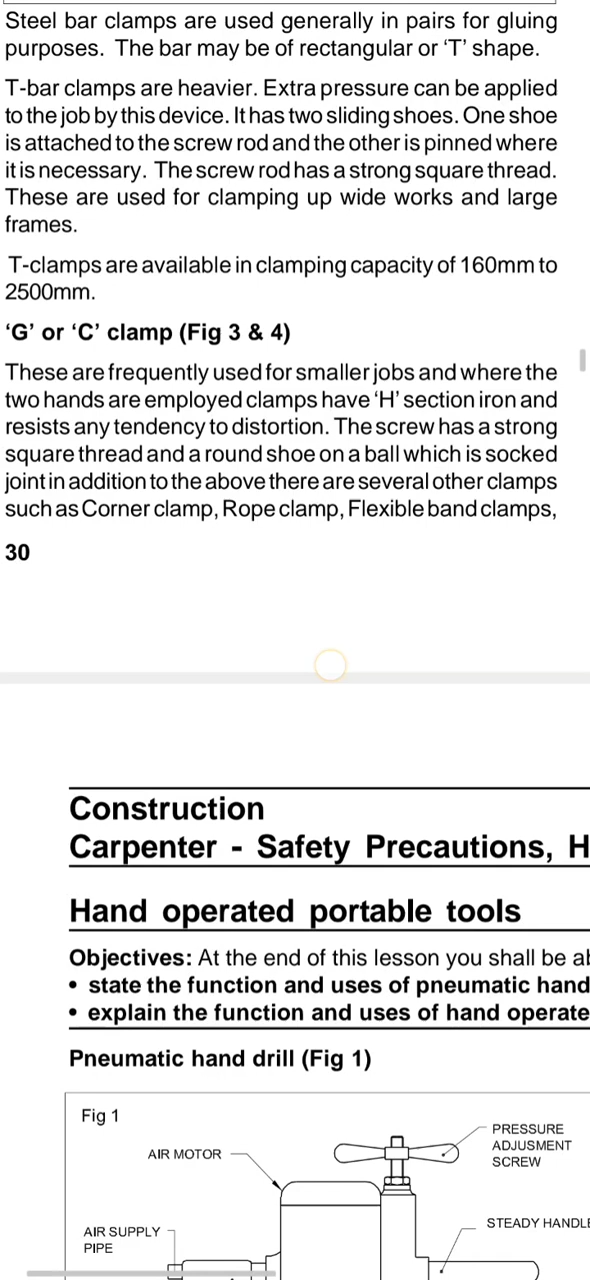 Steel bar clamps are used generally in pairs for gluing
purposes. The bar may be of rectangular or ‘T’ shape.
T-bar clamps are heavier. Extra pressure can be applied
to the job by this device. It has two sliding shoes. One shoe
is attached to the screw rod and the other is pinned where
it is necessary. The screw rod has a strong square thread.
These are used for clamping up wide works and large
frames.
T-clamps are available in clamping capacity of 160mm to
2500mm.
‘G’ or ‘C’ clamp (Fig 3 & 4)
These are frequently used for smaller jobs and where the
two hands are employed clamps have ‘H’ section iron and
resists any tendency to distortion. The screw has a strong
square thread and a round shoe on a ball which is socked
joint in addition to the above there are several other clamps
such as Corner clamp, Rope clamp, Flexible band clamps,
30
Construction
Carpenter - Safety Precautions, H
Hand operated portable tools
Objectives: At the end of this lesson you shall be
• state the function and uses of pneumatic hand
• explain the function and uses of hand operate
Pneumatic hand drill (Fig 1)
Fig 1
PRESSURE
ADJUSMENT
SCREW
AIR MOTOR
STEADY HANDLE
AIR SUPPLY
PIPE